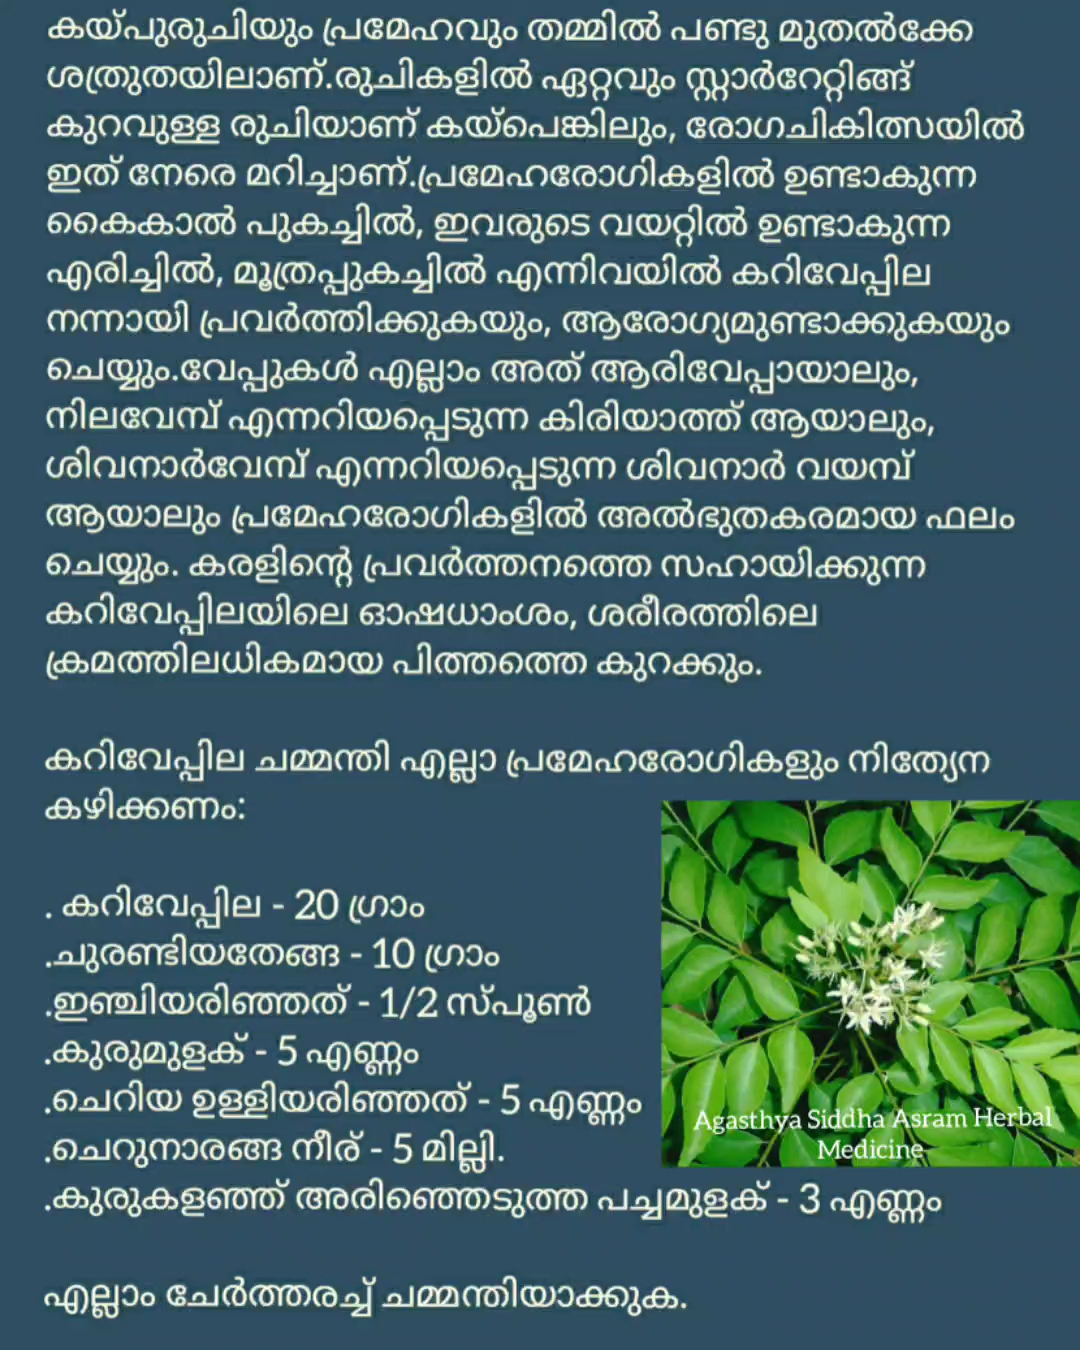 കയ്പുരുചിയും പ്രമേഹവും തമ്മിൽ പണ്ടു മുതൽക്കേ
ശത്രുതയിലാണ്.രുചികളിൽ ഏറ്റവും സ്റ്റാർറേറ്റിങ്ങ്
കുറവുള്ള രുചിയാണ് കയ്പെങ്കിലും, രോഗചികിത്സയിൽ
ഇത് നേരെ മറിച്ചാണ്.പ്രമേഹരോഗികളിൽ ഉണ്ടാകുന്ന
കൈകാൽ പുകച്ചിൽ, ഇവരുടെ വയറ്റിൽ ഉണ്ടാകുന്ന
എരിച്ചിൽ, മൂത്രപ്പുകച്ചിൽ എന്നിവയിൽ കറിവേപ്പില
നന്നായി പ്രവർത്തിക്കുകയും, ആരോഗ്യമുണ്ടാക്കുകയും
ചെയ്യും.വേപ്പുകൾ എല്ലാം അത് ആരിവേപ്പായാലും,
നിലവേമ്പ് എന്നറിയപ്പെടുന്ന കിരിയാത്ത് ആയാലും,
ശിവനാർവേമ്പ് എന്നറിയപ്പെടുന്ന ശിവനാർ വയമ്പ്
ആയാലും പ്രമേഹരോഗികളിൽ അൽഭുതകരമായ ഫലം
ചെയ്യും. കരളിന്റെ പ്രവർത്തനത്തെ സഹായിക്കുന്ന
കറിവേപ്പിലയിലെ ഓഷധാംശം, ശരീരത്തിലെ
ക്രമത്തിലധികമായ പിത്തത്തെ കുറക്കും.
കറിവേപ്പില ചമ്മന്തി എല്ലാ പ്രമേഹരോഗികളും നിത്യേന
കഴിക്കണം:
. കറിവേപ്പില - 20 ഗ്രാം
.ചുരണ്ടിയതേങ്ങ - 10 ഗ്രാം
.ഇഞ്ചിയരിഞ്ഞത് - 1/2 സ്പൂൺ
.കുരുമുളക് - 5 എണ്ണം
.ചെറിയ ഉള്ളിയരിഞ്ഞത് - 5 എണ്ണം
.ചെറുനാരങ്ങ നീര് - 5 മില്ലി.
.കുരുകളഞ്ഞ് അരിഞ്ഞെടുത്ത പച്ചമുളക് - 3 എണ്ണം
എല്ലാം ചേർത്തരച്ച് ചമ്മന്തിയാക്കുക.
Agasthya Siddha Asram Herbal
Medicine